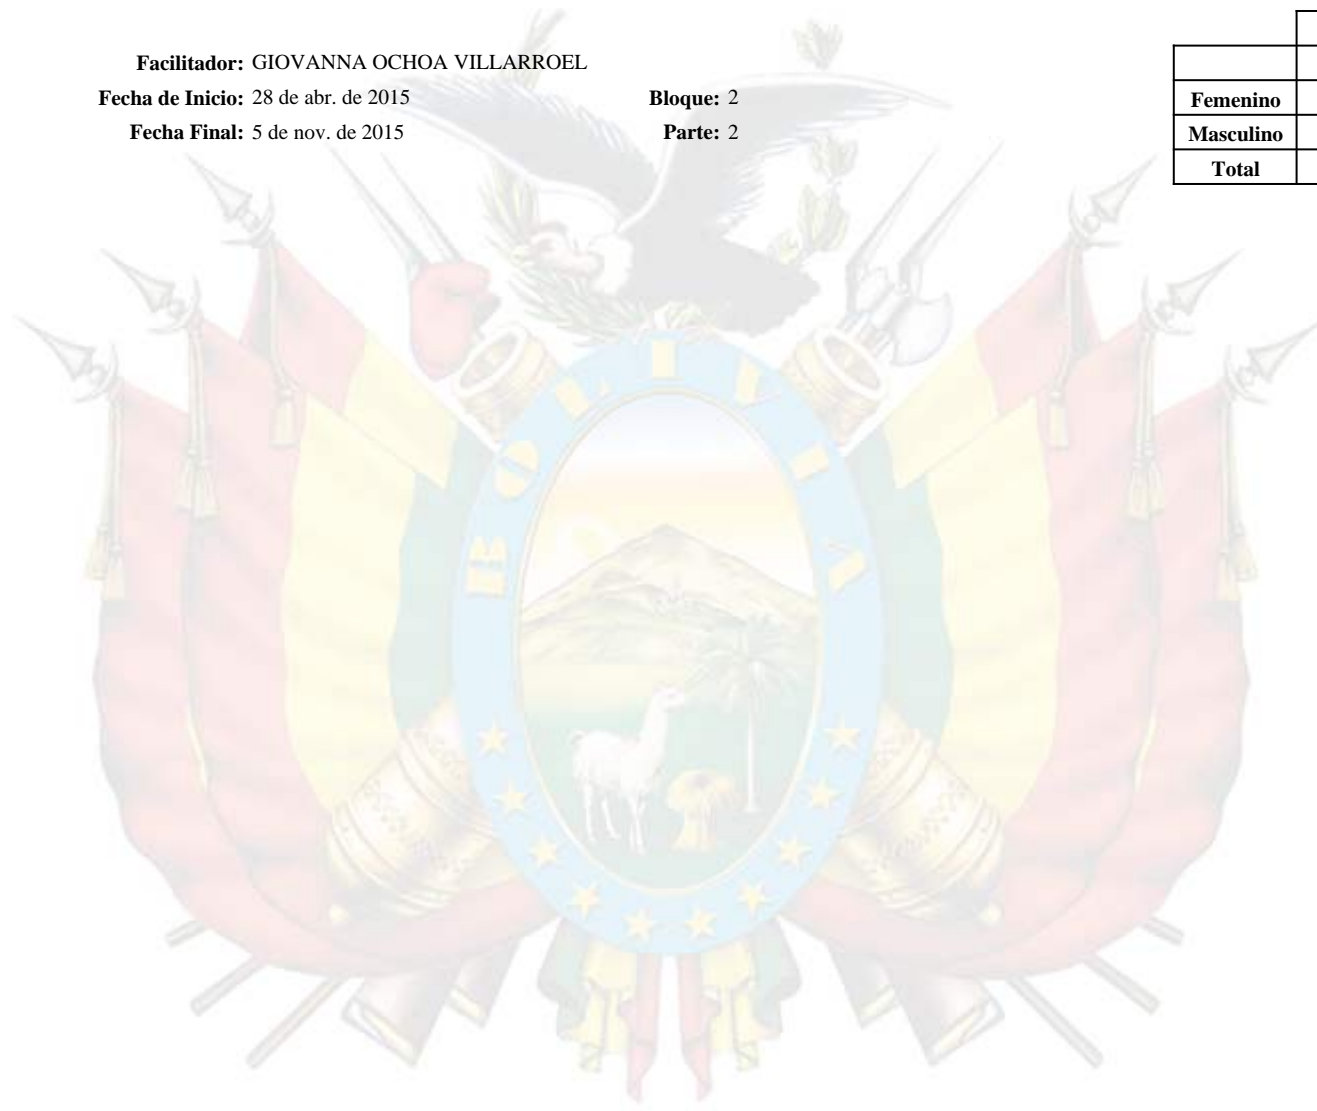 Facilitador: GIOVANNA OCHOA VILLARROEL
Fecha de Inicio: 28 de abr. de 2015 Bloque: 2
Fecha Final: 5 de nov. de 2015 Parte: 2
Femenino
Masculino
Total
BOLIVIA